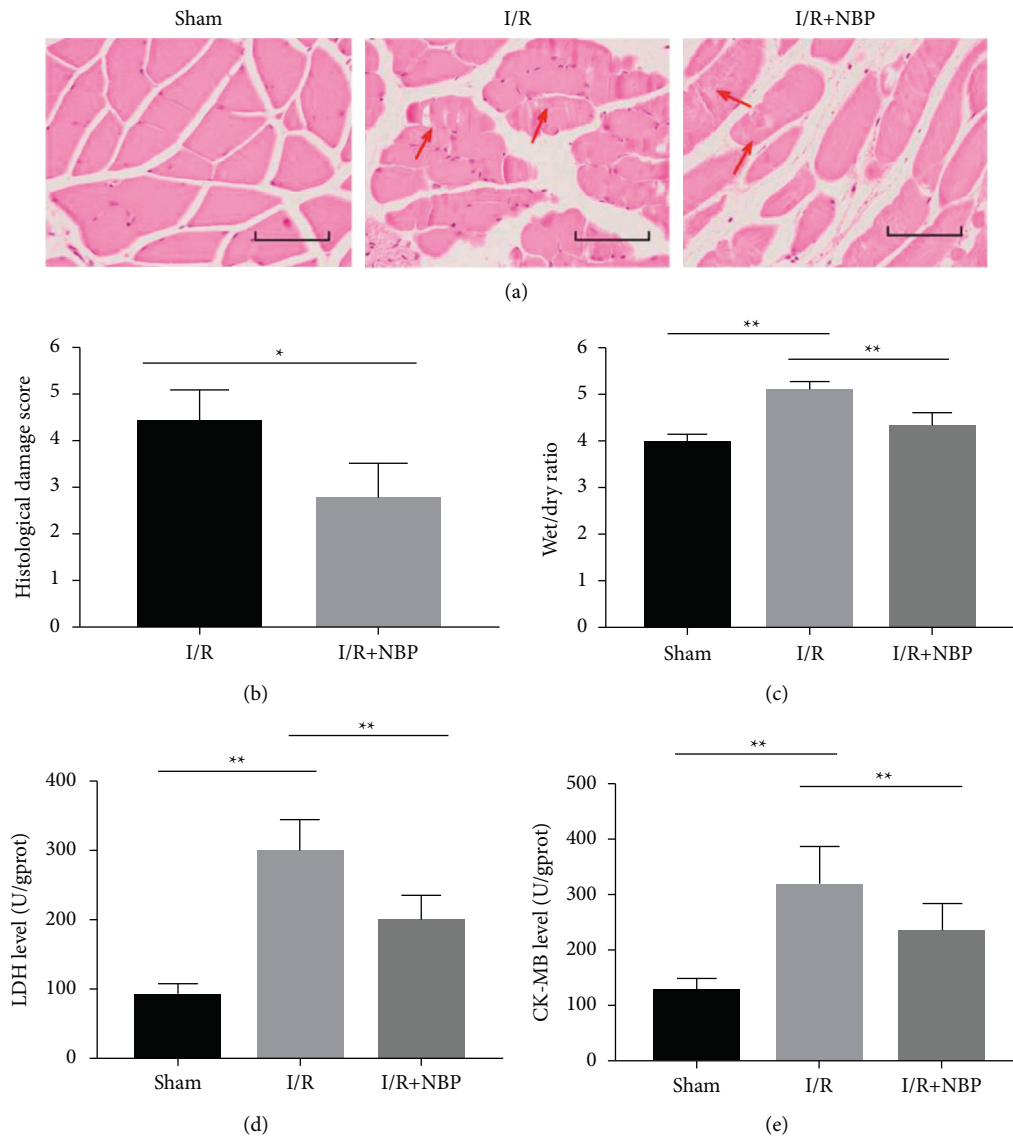 Sham
I/R
I/R+NBP
(a)
Histological damage score
6
5
4
3
2
1
0
*
I/R
I/R+NBP
(b)
Wet/dry ratio
6
5
4
3
2
1
0
**
**
Sham
I/R
I/R+NBP
(c)
LDH level (U/gprot)
400
300
200
100
0
**
**
Sham
I/R
I/R+NBP
(d)
CK-MB level (U/gprot)
500
400
300
200
100
0
**
**
Sham
I/R
I/R+NBP
(e)